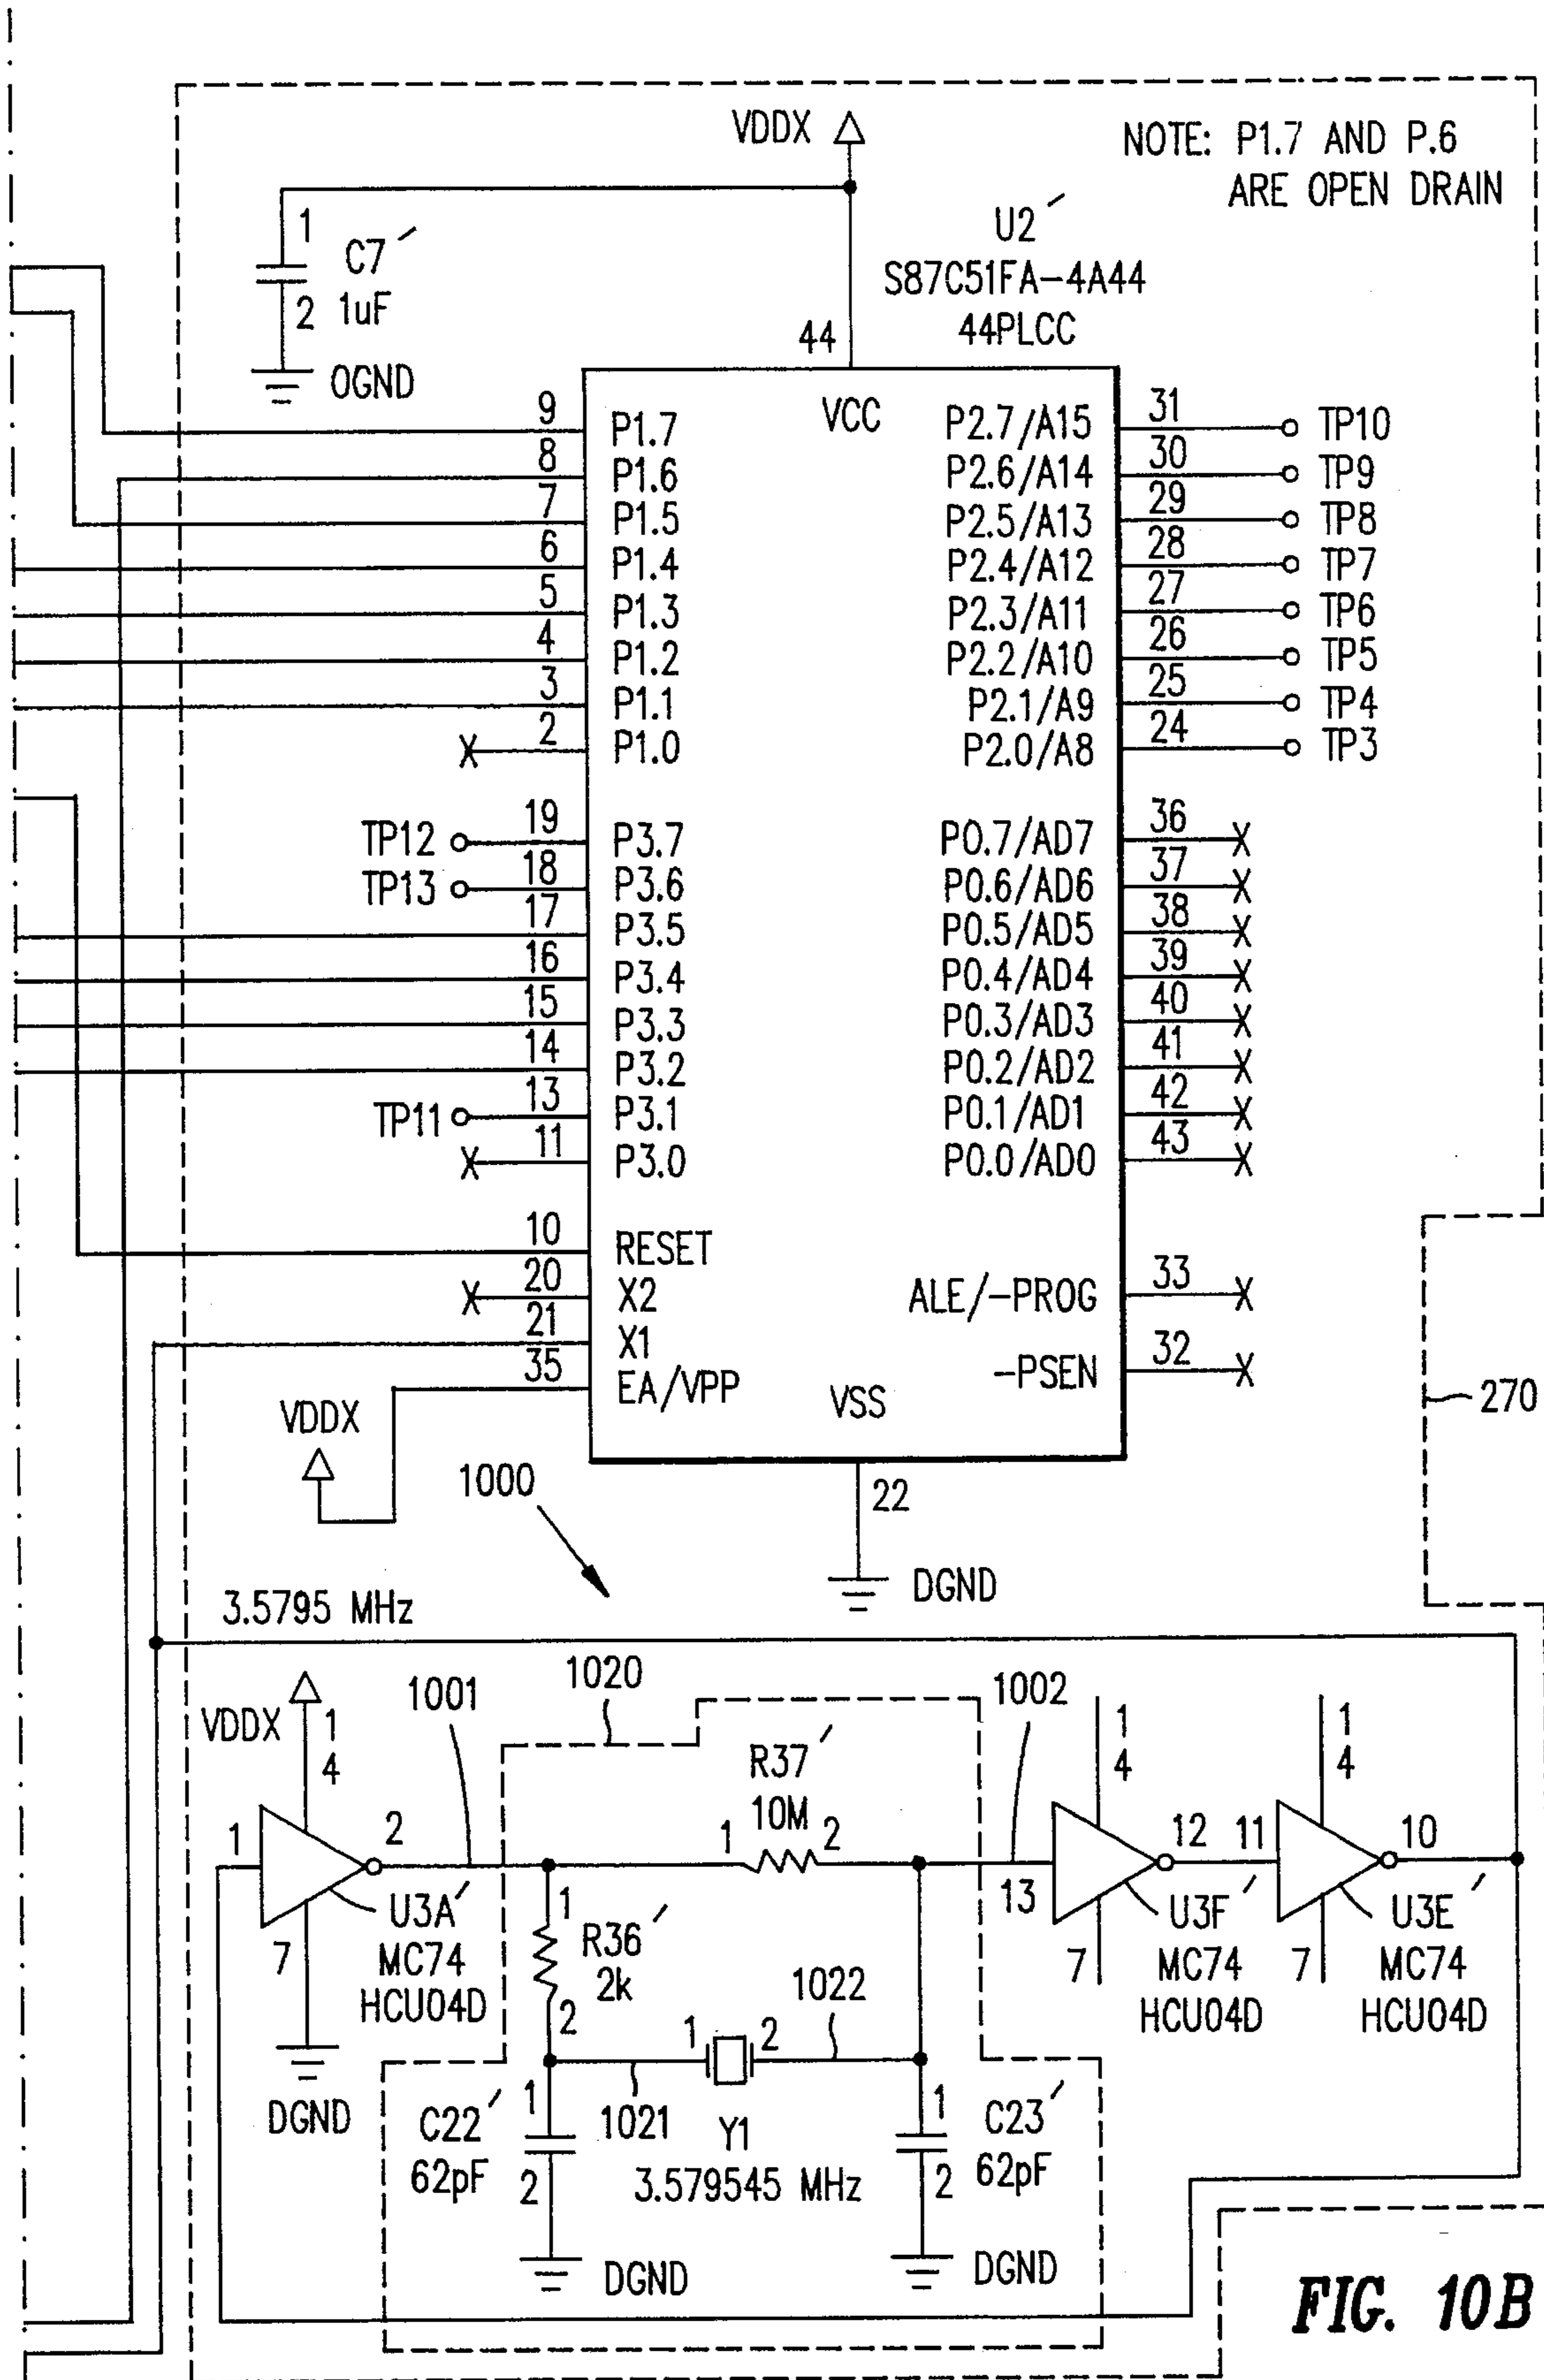 VDDX
NOTE: P1.7 AND P.6
ARE OPEN DRAIN
1
C7'
2
1uF
OGND
U2'
S87C51FA-4A44
44PLCC
44
VCC
9 P1.7
8 P1.6
7 P1.5
6 P1.4
5 P1.3
4 P1.2
3 P1.1
X 2 P1.0
TP12 19 P3.7
TP13 18 P3.6
17 P3.5
16 P3.4
15 P3.3
14 P3.2
TP11 13 P3.1
X 11 P3.0
10 RESET
X 20 X2
21 X1
35 EA/VPP
P2.7/A15 31 TP10
P2.6/A14 30 TP9
P2.5/A13 29 TP8
P2.4/A12 28 TP7
P2.3/A11 27 TP6
P2.2/A10 26 TP5
P2.1/A9 25 TP4
P2.0/A8 24 TP3
P0.7/AD7 36 X
P0.6/AD6 37 X
P0.5/AD5 38 X
P0.4/AD4 39 X
P0.3/AD3 40 X
P0.2/AD2 41 X
P0.1/AD1 42 X
P0.0/AD0 43 X
ALE/-PROG 33 X
-PSEN 32 X
VSS
22
DGND
VDDX
270
1000
3.5795 MHz
VDDX
1
4
1
2
7
U3A'
MC74
HCU04D
DGND
1001
1020
R37'
10M
1
2
1
R36'
2k
2
1
2
1021
1022
Y1
3.579545 MHz
1
C22'
62pF
2
DGND
1
C23'
62pF
2
DGND
1002
1
4
13
12
7
U3F'
MC74
HCU04D
1
4
11
10
7
U3E'
MC74
HCU04D
FIG. 10B